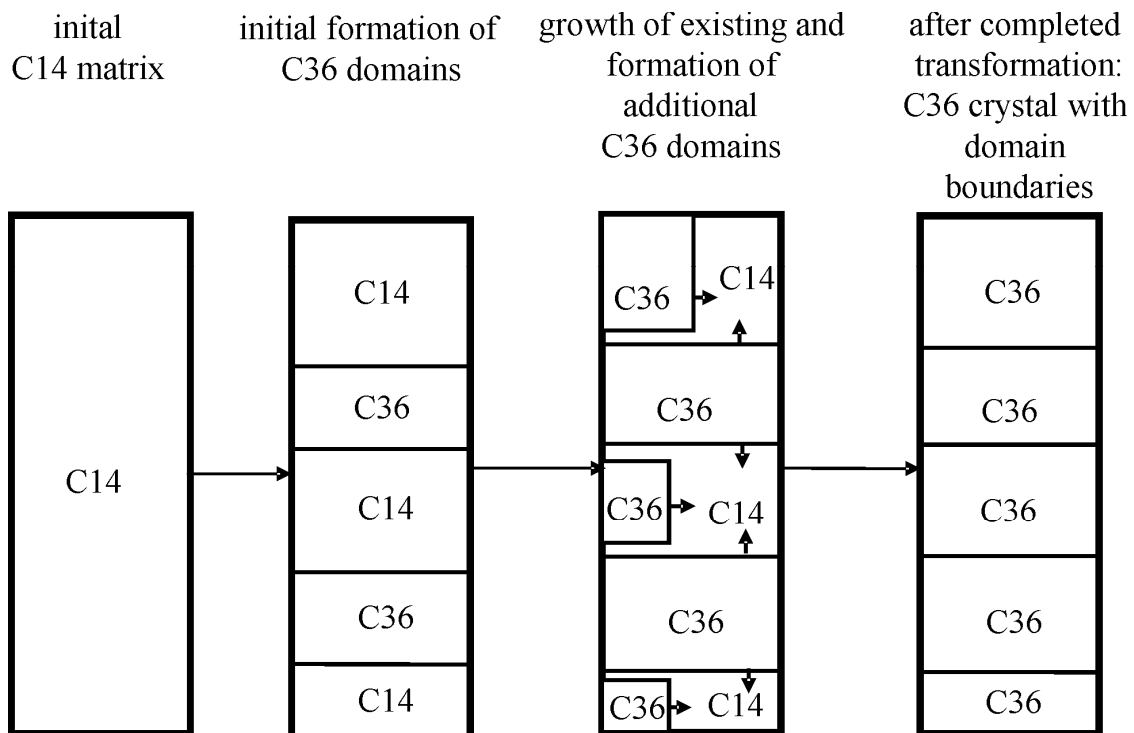 inital
C14 matrix
initial formation of
C36 domains
growth of existing and
formation of
additional
C36 domains
after completed
transformation:
C36 crystal with
domain
boundaries
C14
C14
C36
C14
C36
C14
C36
C14
C36
C36
C14
C36
C36
C14
C36
C36
C36
C36
C36